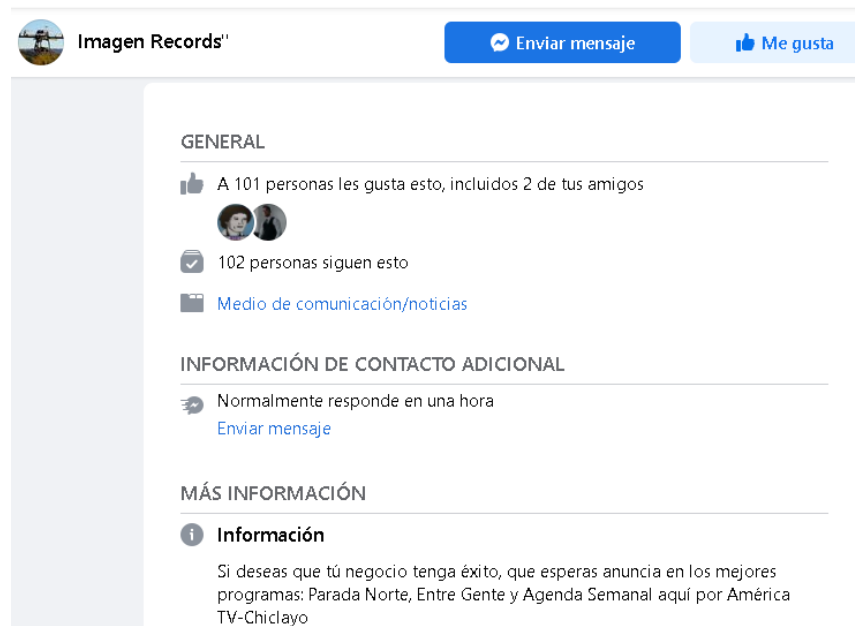 Imagen Records''
Enviar mensaje
Me gusta
GENERAL
A 101 personas les gusta esto, incluidos 2 de tus amigos
102 personas siguen esto
Medio de comunicación/noticias
INFORMACIÓN DE CONTACTO ADICIONAL
Normalmente responde en una hora
Enviar mensaje
MÁS INFORMACIÓN
Información
Si deseas que tú negocio tenga éxito, que esperas anuncia en los mejores
programas: Parada Norte, Entre Gente y Agenda Semanal aquí por América
TV-Chiclayo